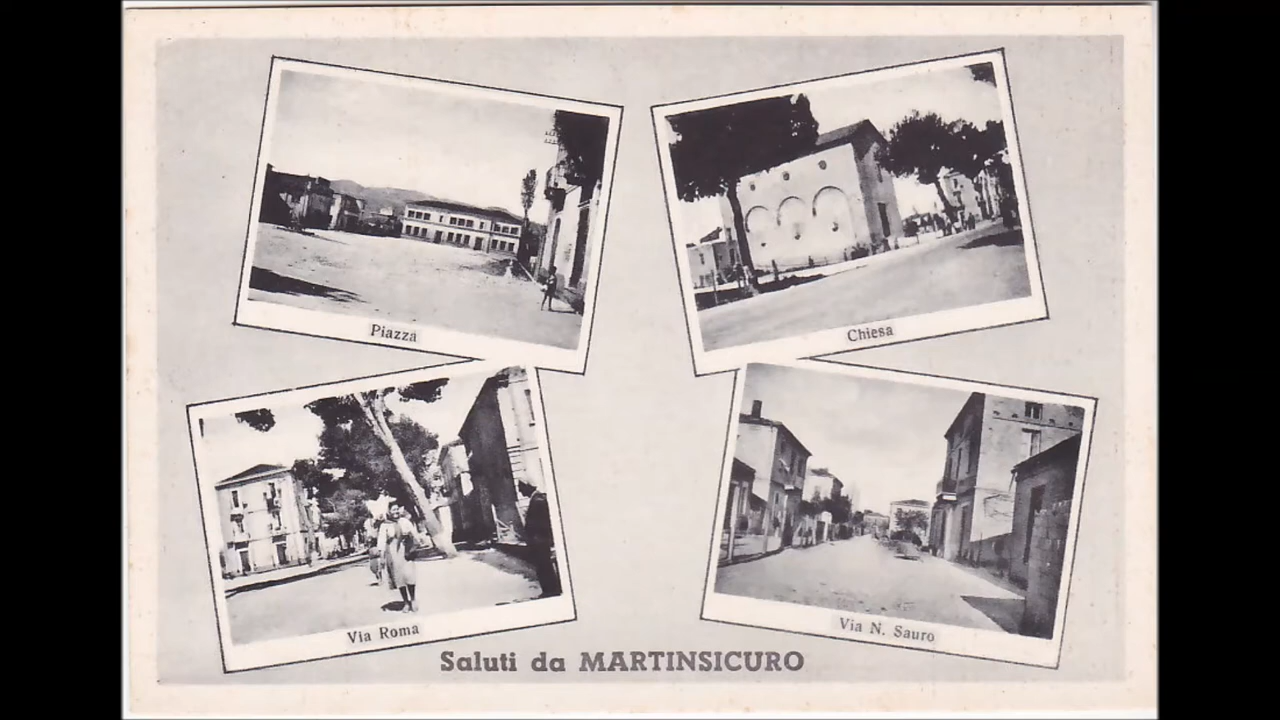 Piazza
Chiesa
Via Roma
Via N. Sauro
Saluti da MARTINSICURO